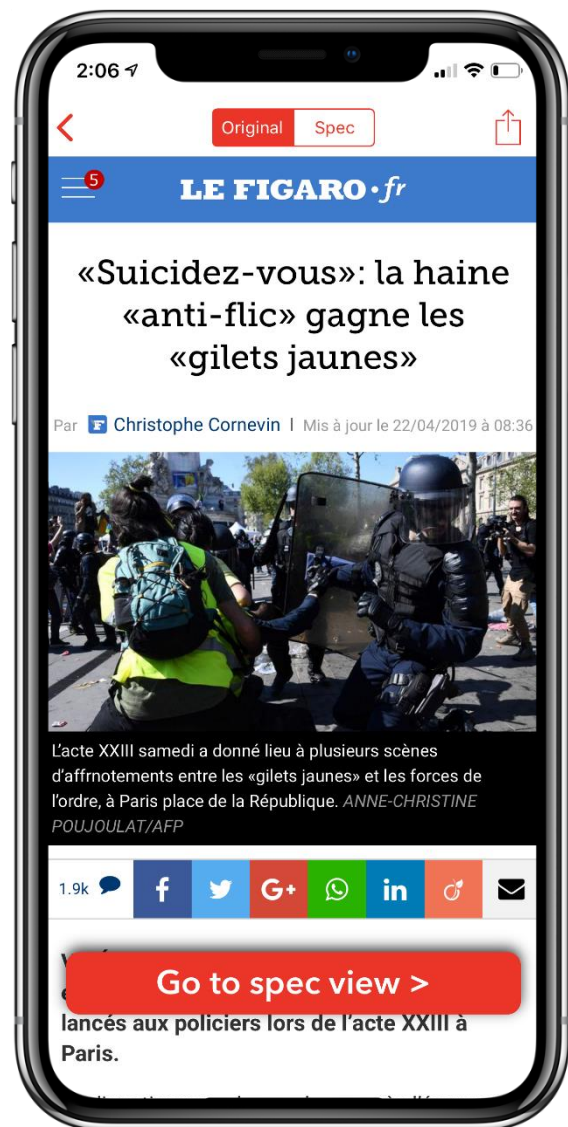 2:06
Original Spec
5
LE FIGARO·fr
«Suicidez-vous»: la haine
«anti-flic» gagne les
«gilets jaunes»
Par F Christophe Cornevin | Mis à jour le 22/04/2019 à 08:36
L'acte XXIII samedi a donné lieu à plusieurs scènes
d'affrnotements entre les «gilets jaunes» et les forces de
l'ordre, à Paris place de la République. ANNE-CHRISTINE
POUJOULAT/AFP
1.9k f G+ in
Go to spec view >
lancés aux policiers lors de l'acte XXIII à
Paris.